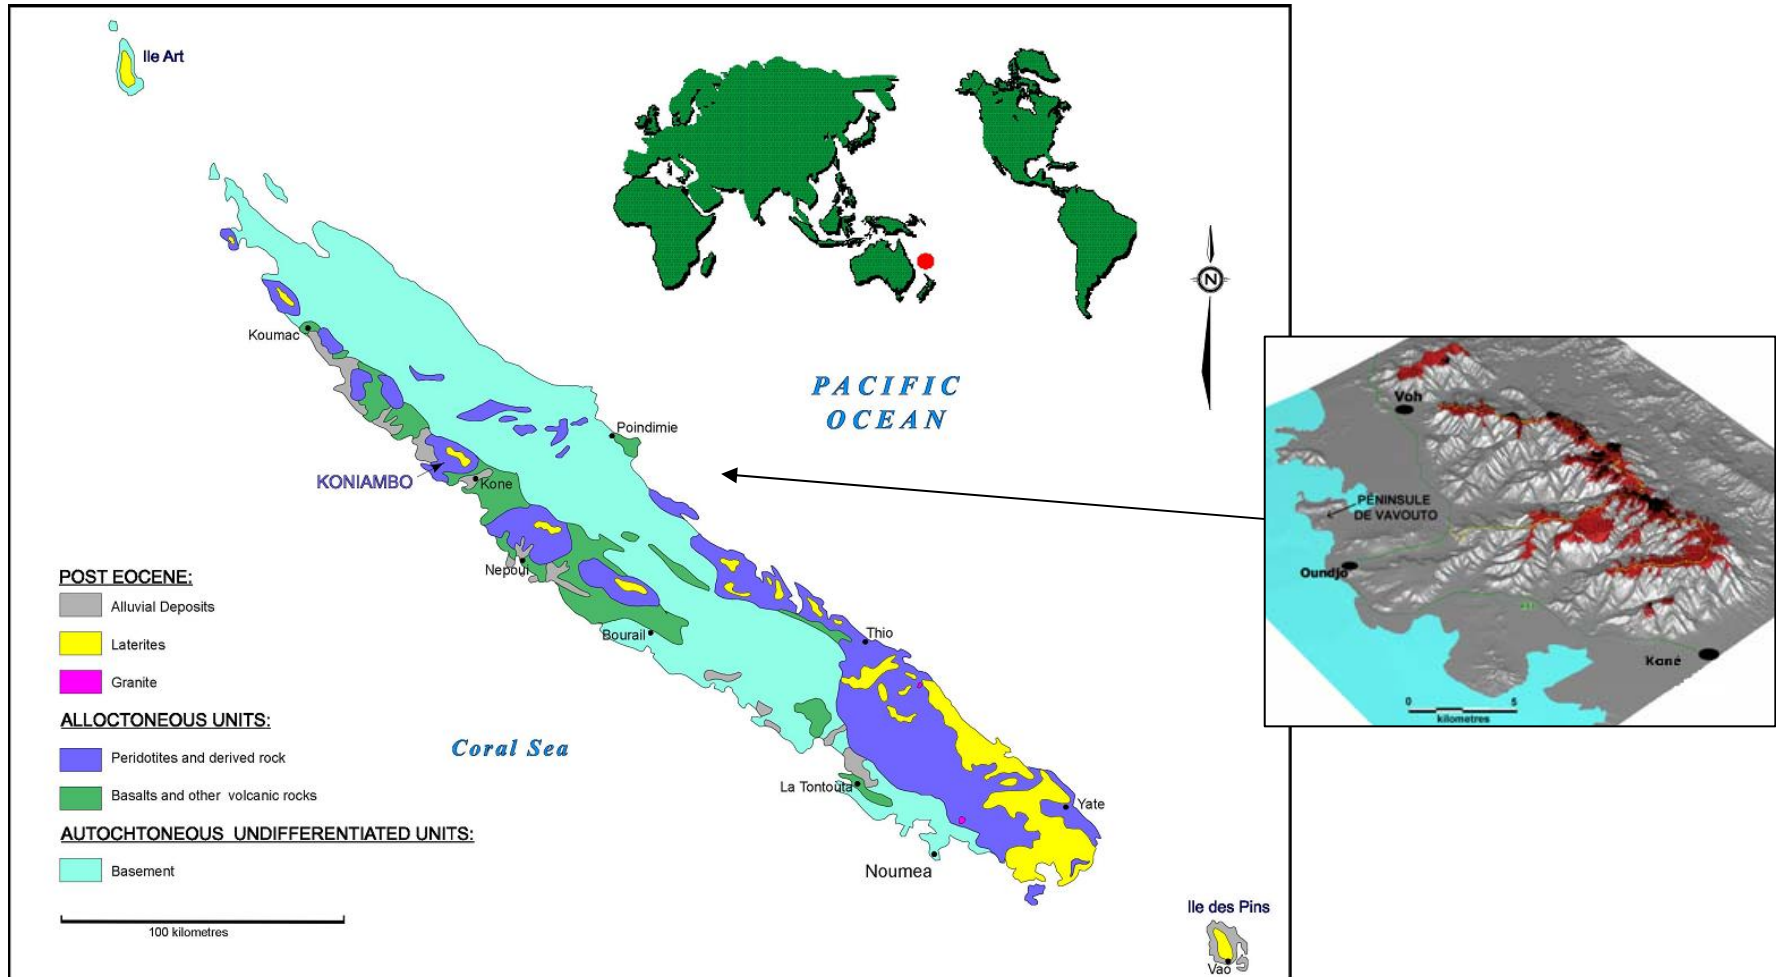 Ile Art
Koumac
Poindimie
KONIAMBO
Kone
Nepoui
Bourail
Thio
La Tontouta
Yate
Noumea
Ile des Pins
Vao
PACIFIC
OCEAN
Coral Sea
N
POST EOCENE:
Alluvial Deposits
Laterites
Granite
ALLOCTONEOUS UNITS:
Peridotites and derived rock
Basalts and other volcanic rocks
AUTOCHTONEOUS UNDIFFERENTIATED UNITS:
Basement
100 kilometres
Voh
PÉNINSULE
DE VAVOUTO
Oundjo
Koné
0 5
kilometres